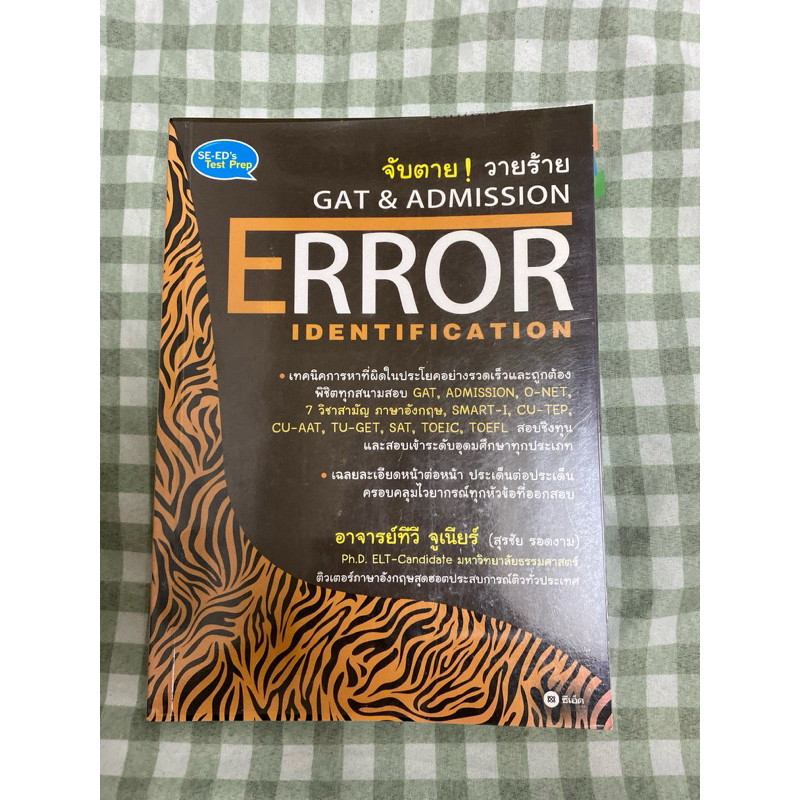 SE-ED's
Test Prep
จับตาย! วายร้าย
GAT & ADMISSION
ERROR
IDENTIFICATION
• เทคนิคการหาที่ผิดในประโยคอย่างรวดเร็วและถูกต้อง
พิชิตทุกสนามสอบ GAT, ADMISSION, O-NET,
7 วิชาสามัญ ภาษาอังกฤษ, SMART-I, CU-TEP,
CU-AAT, TU-GET, SAT, TOEIC, TOEFL สอบชิงทุน
และสอบเข้าระดับอุดมศึกษาทุกประเภท
• เฉลยละเอียดหน้าต่อหน้า ประเด็นต่อประเด็น
ครอบคลุมไวยากรณ์ทุกหัวข้อที่ออกสอบ
อาจารย์ทีวี จูเนียร์ (สุรชัย รอดงาม)
Ph.D. ELT-Candidate มหาวิทยาลัยธรรมศาสตร์
ติวเตอร์ภาษาอังกฤษสุดฮอตประสบการณ์ติวทั่วประเทศ
ซีเอ็ด